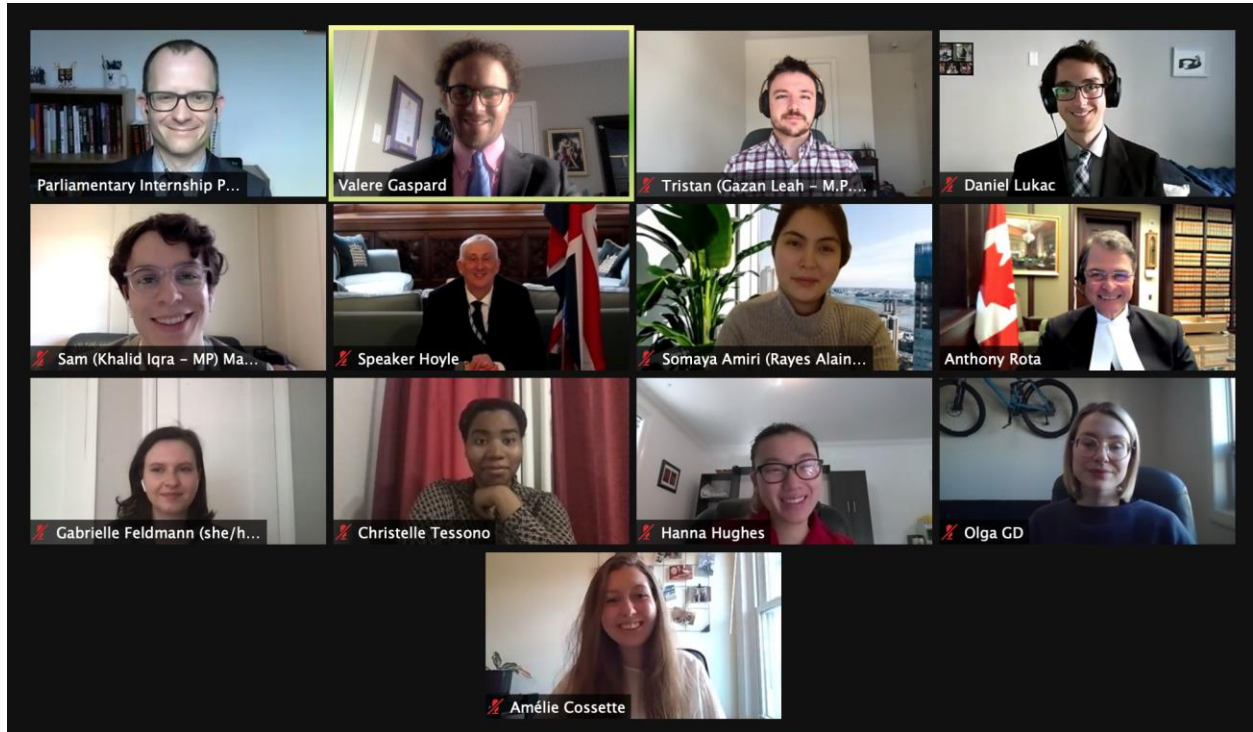 Parliamentary Internship P...
Valere Gaspard
Tristan (Gazan Leah - M.P....
Daniel Lukac
Sam (Khalid Iqra - MP) Ma...
Speaker Hoyle
Somaya Amiri (Rayes Alain...
Anthony Rota
Gabrielle Feldmann (she/h...
Christelle Tessono
Hanna Hughes
Olga GD
Amélie Cossette